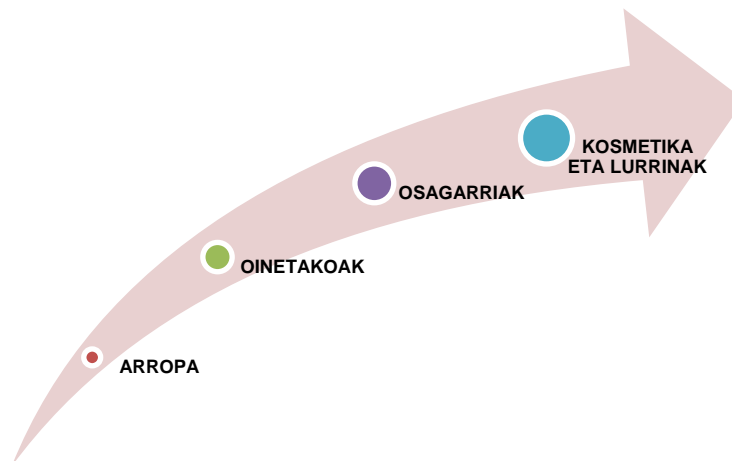 KOSMETIKA
ETA LURRINAK
OSAGARRIAK
OINETAKOAK
ARROPA